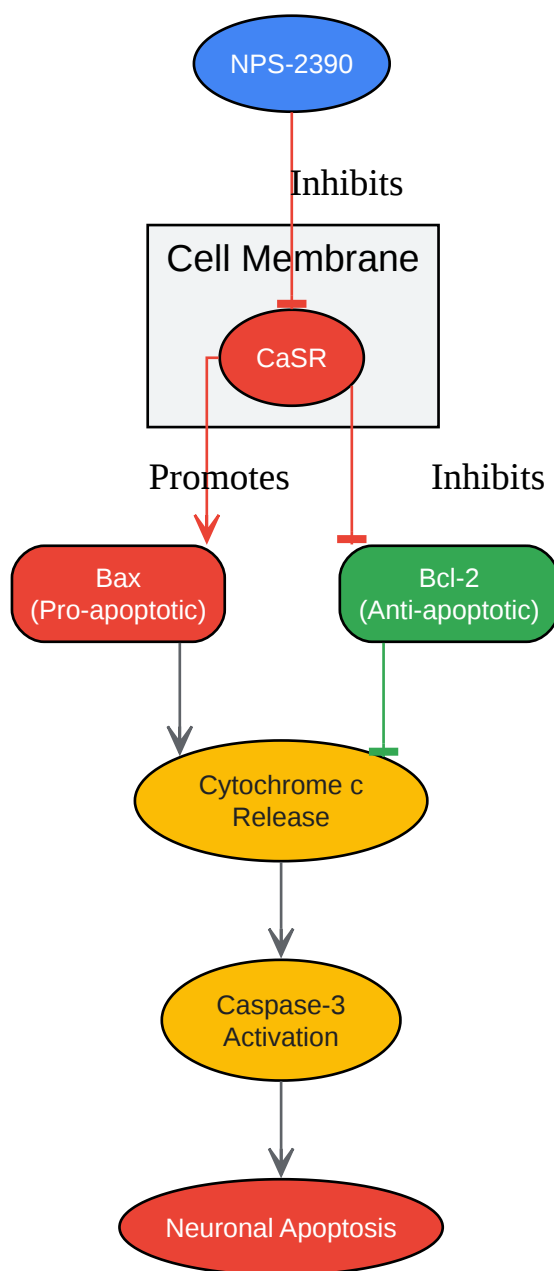 NPS-2390
Inhibits
Cell Membrane
CaSR
Promotes
Inhibits
Bax
(Pro-apoptotic)
Bcl-2
(Anti-apoptotic)
Cytochrome c
Release
Caspase-3
Activation
Neuronal Apoptosis